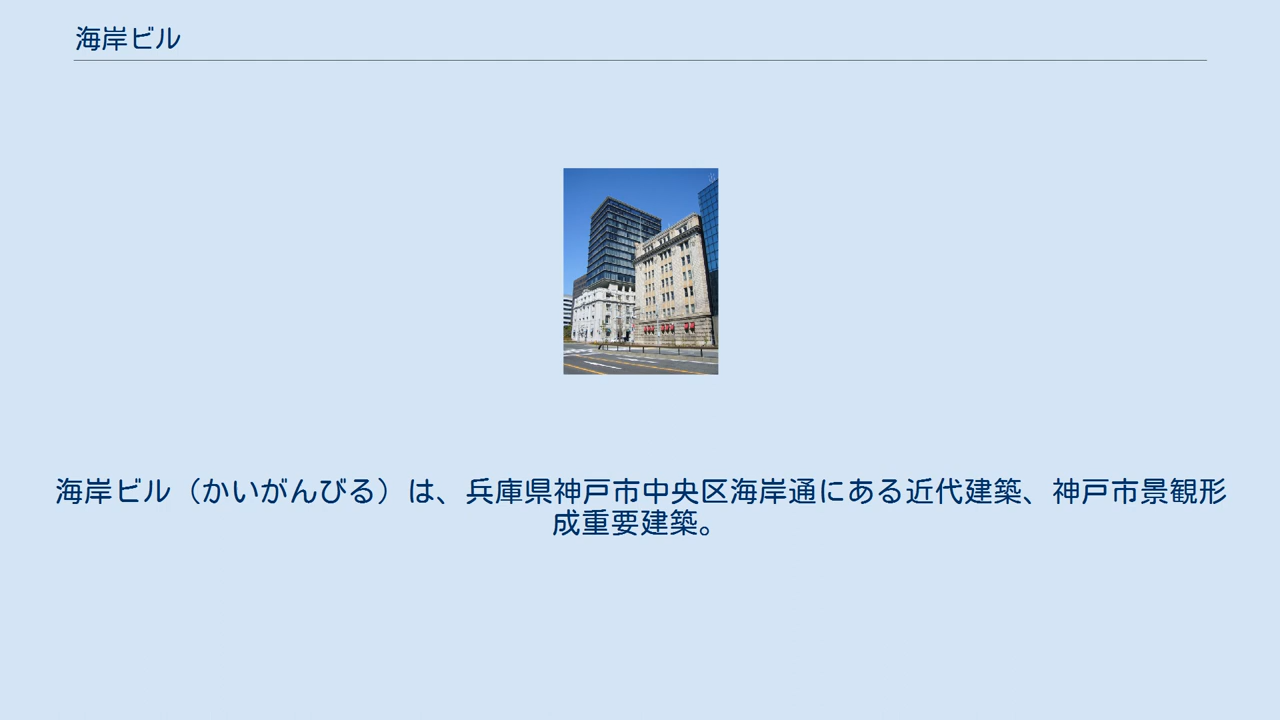 海岸ビル
海岸ビル（かいがんびる）は、兵庫県神戸市中央区海岸通にある近代建築、神戸市景観形
成重要建築。